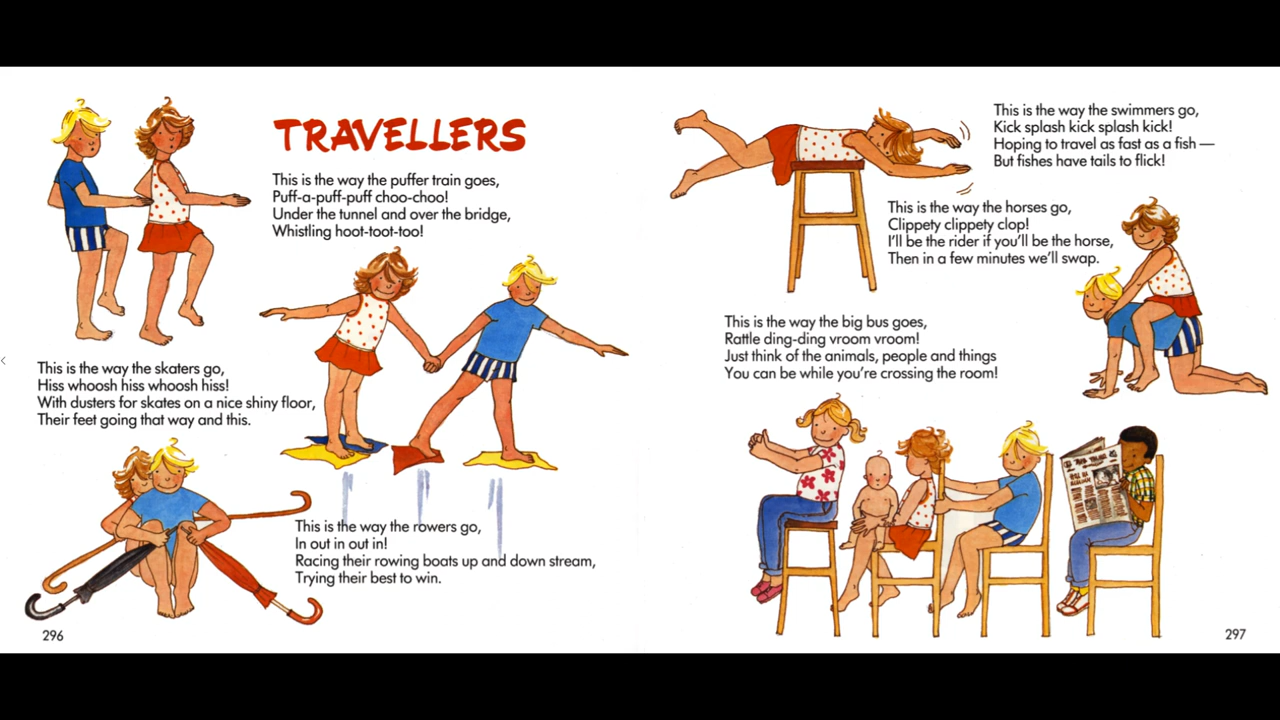 TRAVELLERS
This is the way the puffer train goes,
Puff-a-puff-puff choo-choo!
Under the tunnel and over the bridge,
Whistling hoot-toot-too!
This is the way the skaters go,
Hiss whoosh hiss whoosh hiss!
With dusters for skates on a nice shiny floor,
Their feet going that way and this.
This is the way the rowers go,
In out in out in!
Racing their rowing boats up and down stream,
Trying their best to win.
296
This is the way the swimmers go,
Kick splash kick splash kick!
Hoping to travel as fast as a fish —
But fishes have tails to flick!
This is the way the horses go,
Clippety clippety clop!
I'll be the rider if you'll be the horse,
Then in a few minutes we'll swap.
This is the way the big bus goes,
Rattle ding-ding vroom vroom!
Just think of the animals, people and things
You can be while you're crossing the room!
297